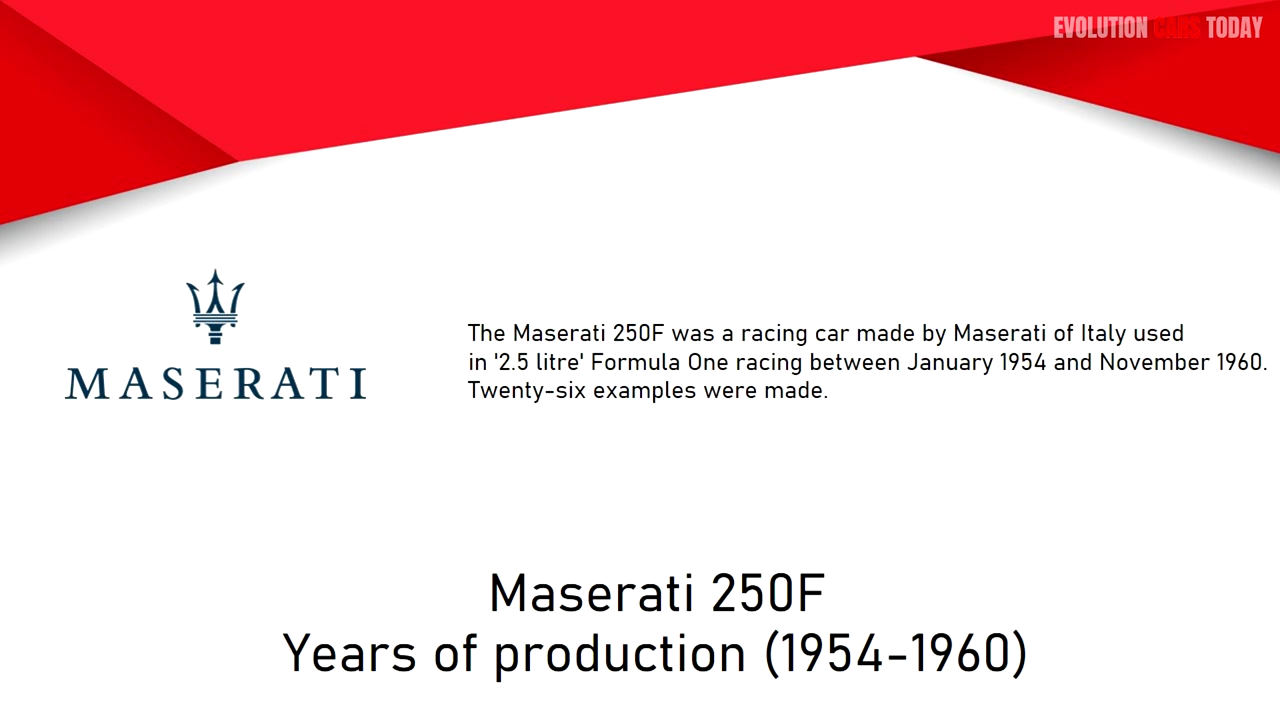 EVOLUTION CARS TODAY
MASERATI
The Maserati 250F was a racing car made by Maserati of Italy used
in '2.5 litre' Formula One racing between January 1954 and November 1960.
Twenty-six examples were made.
Maserati 250F
Years of production (1954-1960)